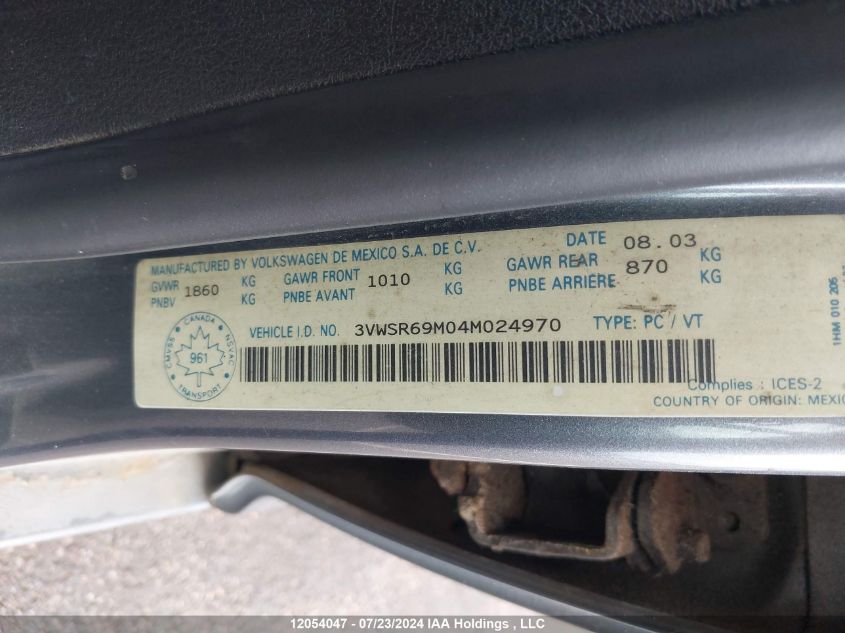 MANUFACTURED BY VOLKSWAGEN DE MEXICO S.A. DE C.V. DATE 08.03
GVWR 1860 KG GAWR FRONT 1010 KG GAWR REAR 870 KG
PNBV KG PNBE AVANT KG PNBE ARRIERE KG
VEHICLE I.D. NO. 3VWSR69M04M024970 TYPE: PC / VT
CANADA CMVSS NSVAC 961 TRANSPORT
Complies : ICES-2
COUNTRY OF ORIGIN: MEXIC
1HM 010 205
12054047 - 07/23/2024 IAA Holdings , LLC